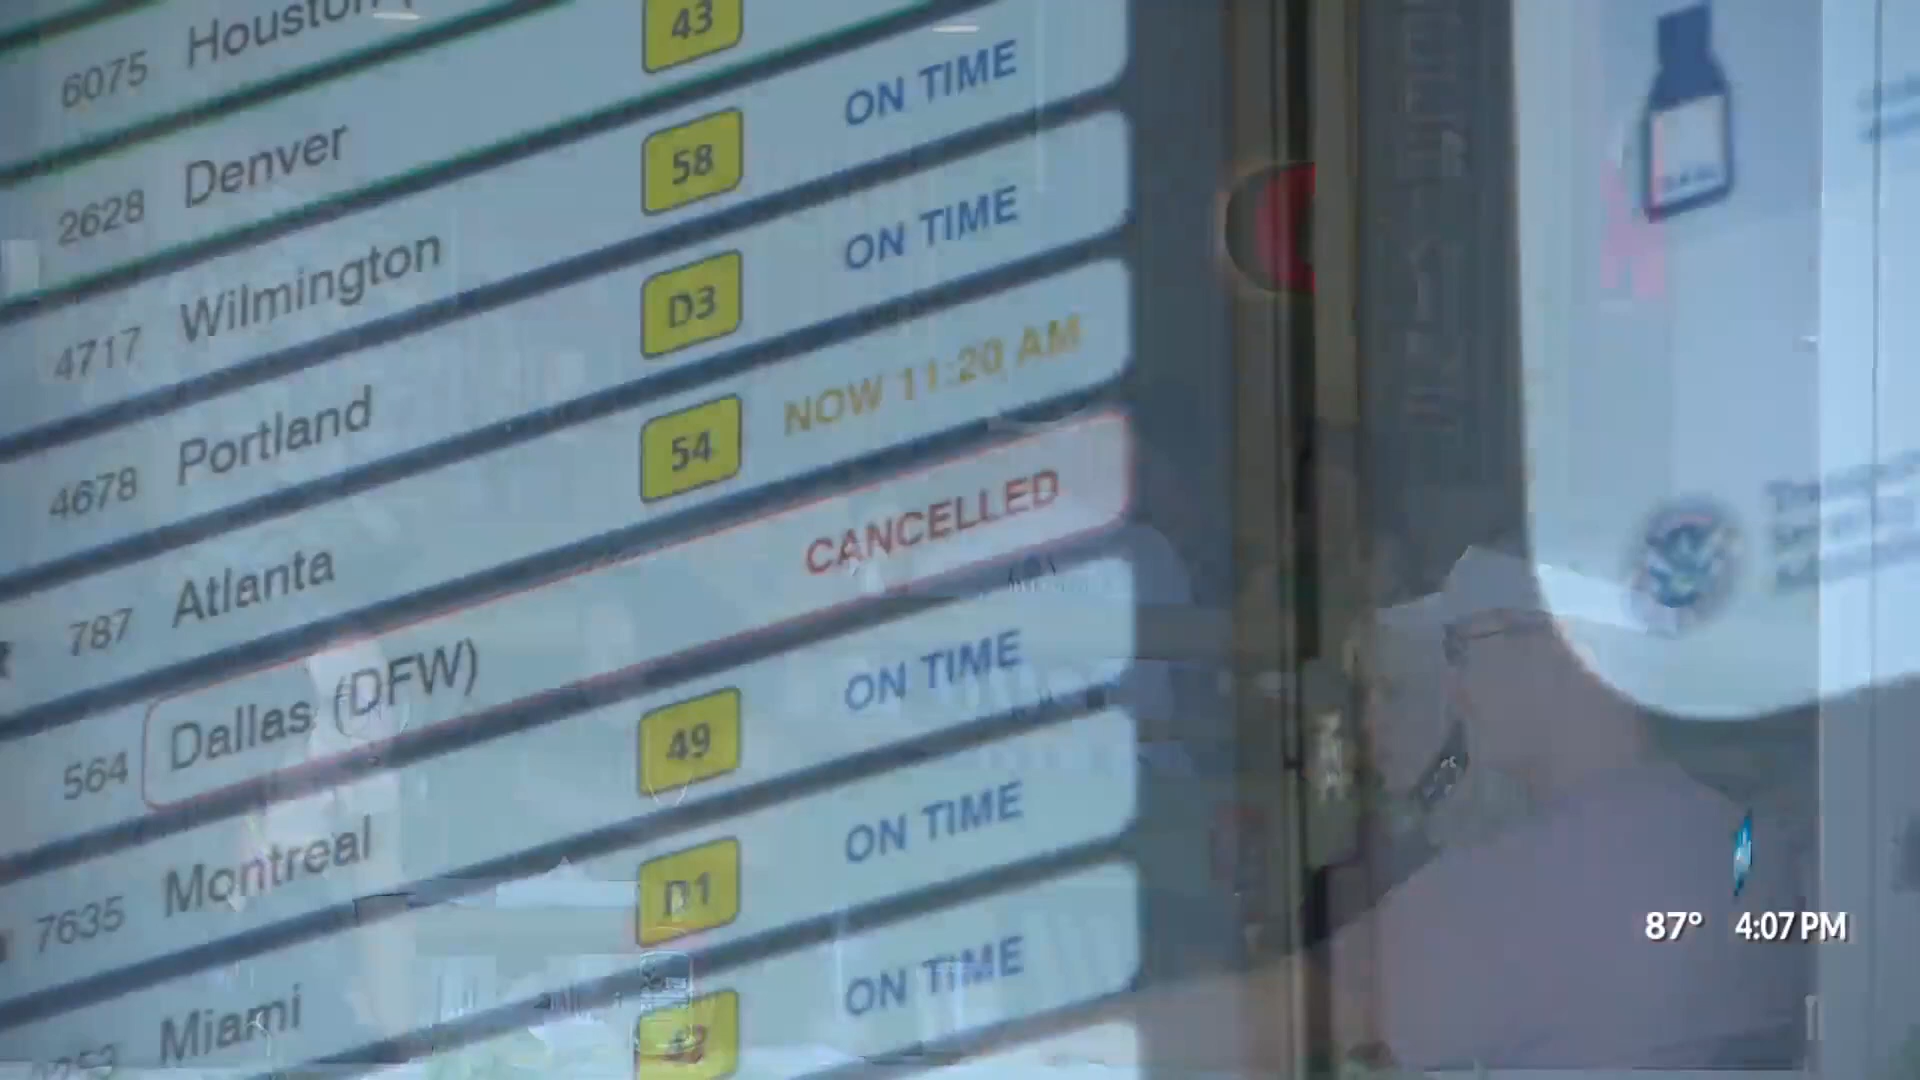 6075 Houston
2628 Denver 43
4717 Wilmington 58 ON TIME
4678 Portland D3 ON TIME
787 Atlanta 54 NOW 11:20 AM
564 Dallas (DFW) CANCELLED
7635 Montreal 49 ON TIME
Miami D1 ON TIME
42 ON TIME
87° 4:07 PM